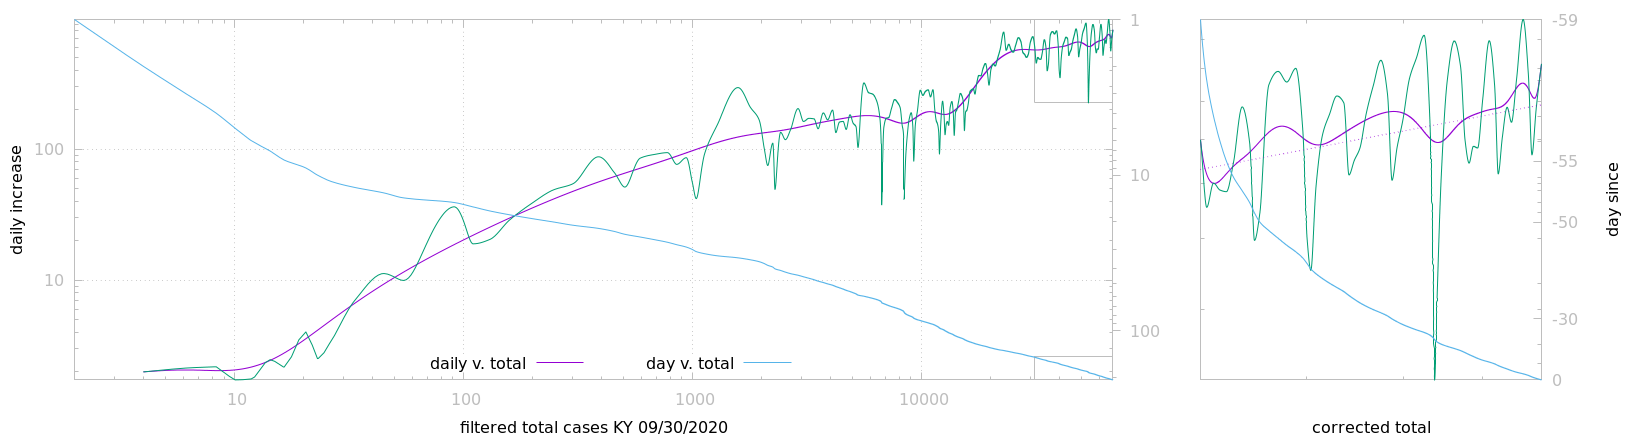 daily increase
100
10
daily v. total
day v. total
10
100
1000
10000
filtered total cases KY 09/30/2020
1
10
100
-59
-55
-50
-30
0
day since
corrected total